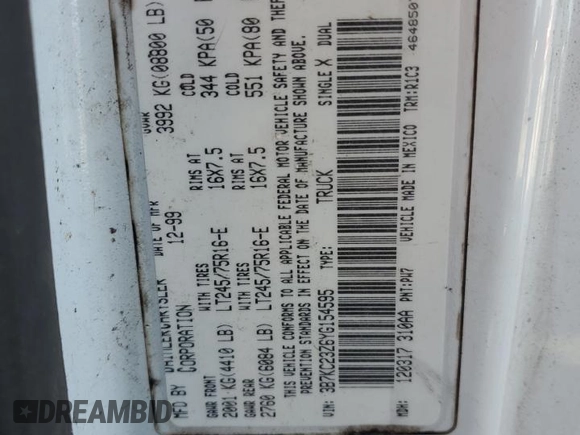 MFD BY
CORPORATION DATE OF MFR GVWR
12-99 3992 KG(08800 LB)
GAWR FRONT WITH TIRES RIMS AT COLD
2001 KG(4410 LB) LT245/75R16-E 16X7.5 344 KPA(50
GAWR REAR WITH TIRES RIMS AT COLD
2760 KG(6084 LB) LT245/75R16-E 16X7.5 551 KPA(80
THIS VEHICLE CONFORMS TO ALL APPLICABLE FEDERAL MOTOR VEHICLE SAFETY AND THEFT
PREVENTION STANDARDS IN EFFECT ON THE DATE OF MANUFACTURE SHOWN ABOVE.
VIN: 3B7KC2326YG154595 TYPE: TRUCK SINGLE X DUAL
MDH: 120317 310AA PNT: PW7 VEHICLE MADE IN MEXICO TRM:R1C3
DREAMBID